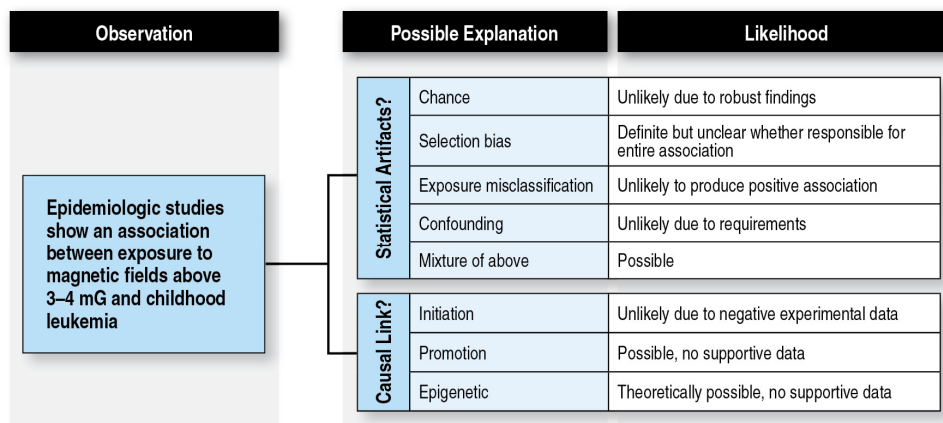 Observation
Possible Explanation
Likelihood
Epidemiologic studies
show an association
between exposure to
magnetic fields above
3–4 mG and childhood
leukemia
Statistical Artifacts?
Chance
Unlikely due to robust findings
Selection bias
Definite but unclear whether responsible for
entire association
Exposure misclassification
Unlikely to produce positive association
Confounding
Unlikely due to requirements
Mixture of above
Possible
Causal Link?
Initiation
Unlikely due to negative experimental data
Promotion
Possible, no supportive data
Epigenetic
Theoretically possible, no supportive data